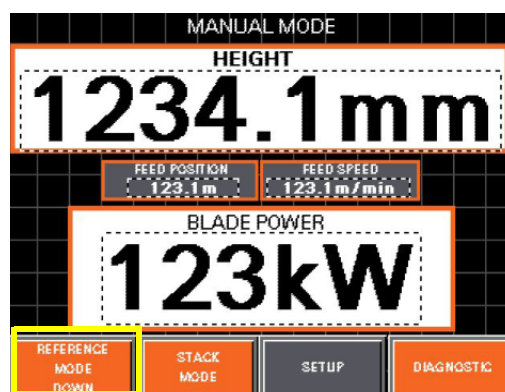 MANUAL MODE
HEIGHT
1234.1mm
FEED POSITION
123.1m
FEED SPEED
123.1m/min
BLADE POWER
123kW
REFERENCE
MODE
DOWN
STACK
MODE
SETUP
DIAGNOSTIC